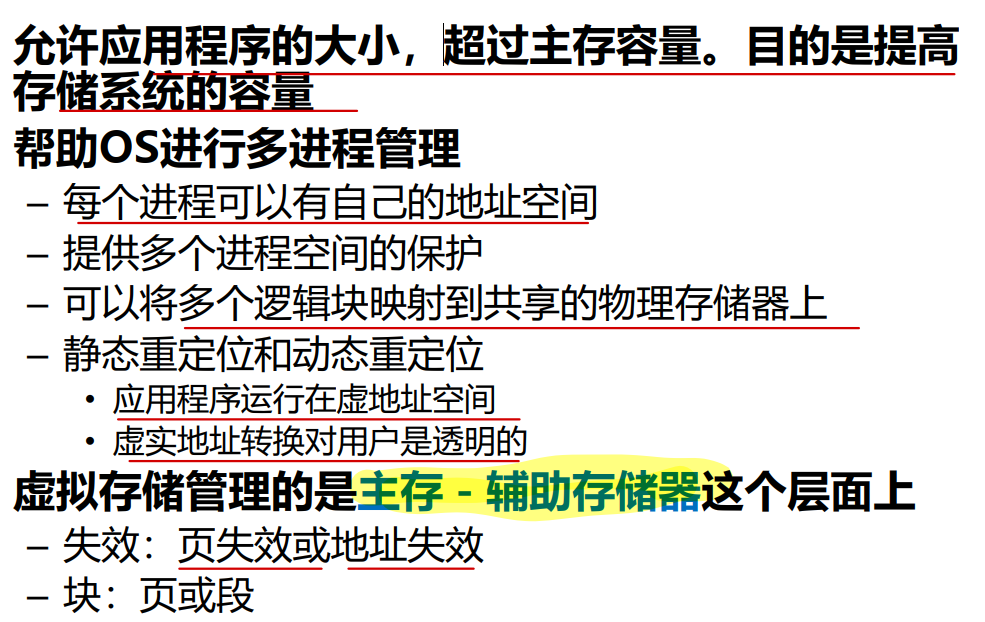 允许应用程序的大小，超过主存容量。目的是提高
存储系统的容量
帮助OS进行多进程管理
– 每个进程可以有自己的地址空间
– 提供多个进程空间的保护
– 可以将多个逻辑块映射到共享的物理存储器上
– 静态重定位和动态重定位
• 应用程序运行在虚地址空间
• 虚实地址转换对用户是透明的
虚拟存储管理的是主存 - 辅助存储器这个层面上
– 失效：页失效或地址失效
– 块：页或段